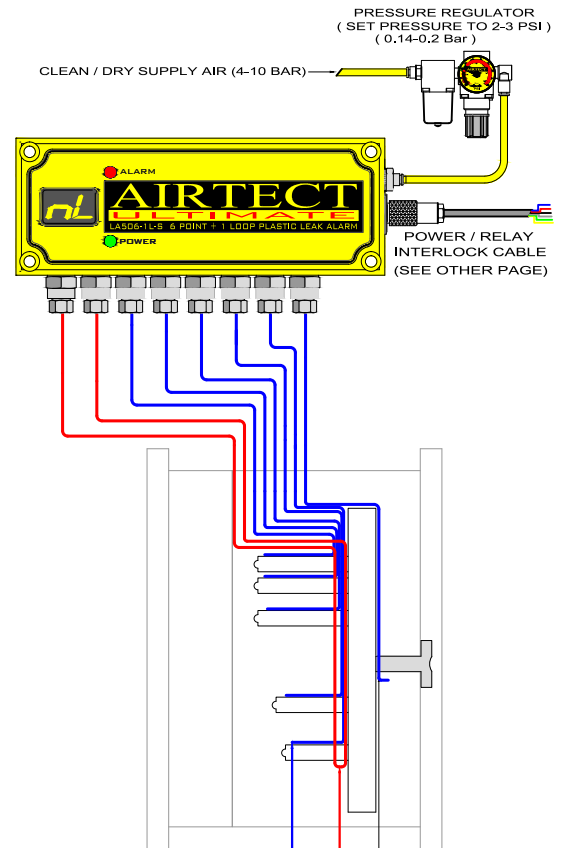 PRESSURE REGULATOR
( SET PRESSURE TO 2-3 PSI )
( 0.14-0.2 Bar )
CLEAN / DRY SUPPLY AIR (4-10 BAR)
ALARM
nL
AIRTECT
ULTIMATE
LA506-1L-S 6 POINT + 1 LOOP PLASTIC LEAK ALARM
POWER
POWER / RELAY
INTERLOCK CABLE
(SEE OTHER PAGE)